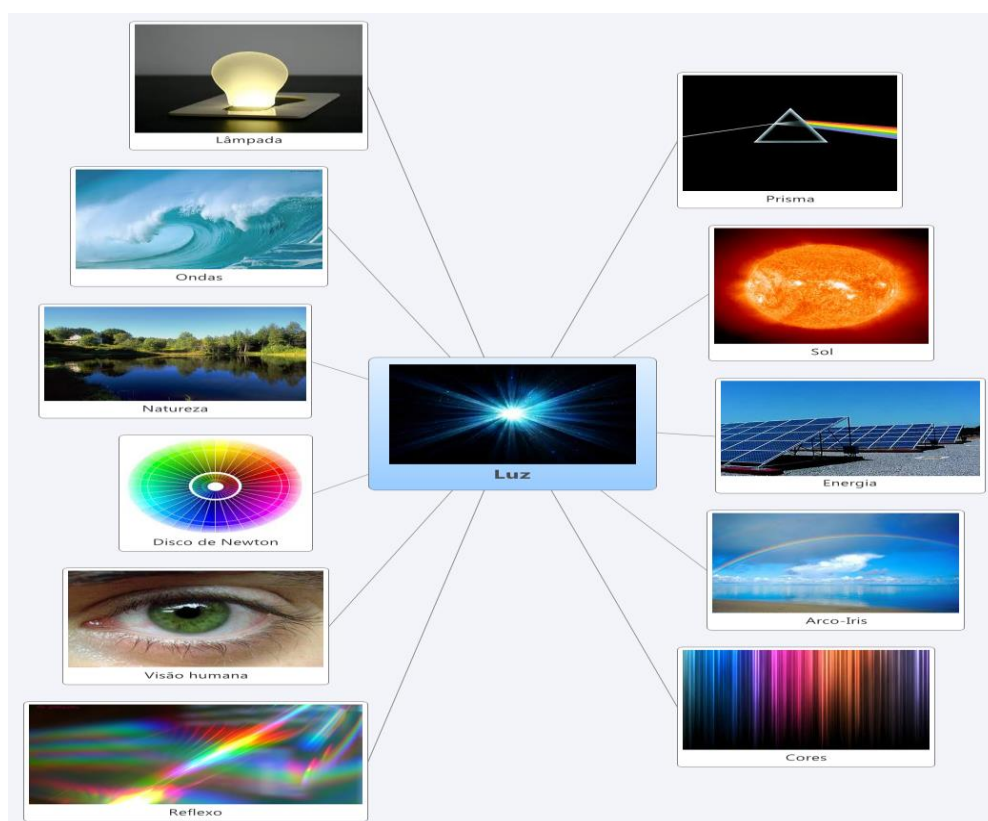 Lâmpada
Ondas
Natureza
Disco de Newton
Visão humana
Reflexo
Luz
Prisma
Sol
Energia
Arco-Iris
Cores